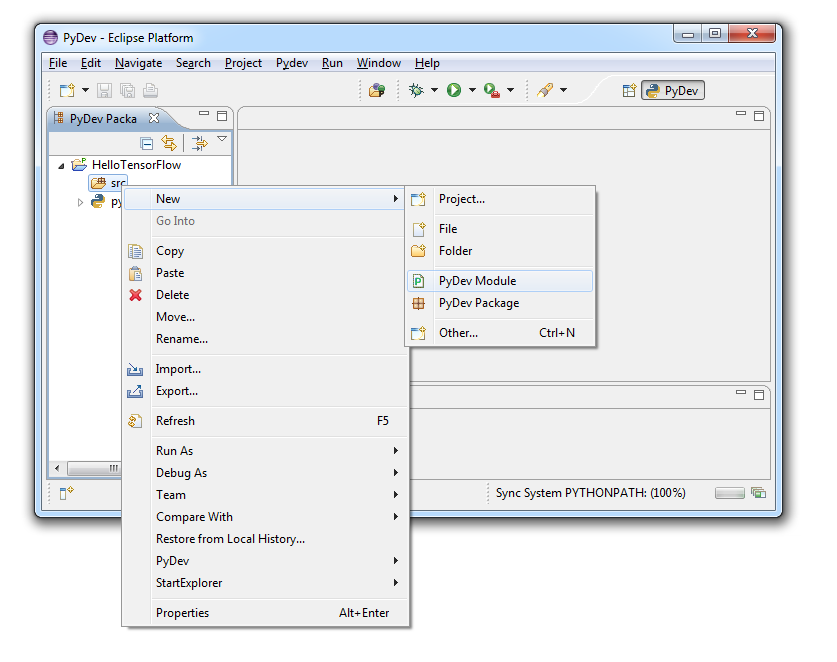 PyDev - Eclipse Platform
File Edit Navigate Search Project Pydev Run Window Help
PyDev
PyDev Packa
HelloTensorFlow
src
py
New
Go Into
Copy
Paste
Delete
Move...
Rename...
Import...
Export...
Refresh F5
Run As
Debug As
Team
Compare With
Restore from Local History...
PyDev
StartExplorer
Properties Alt+Enter
Project...
File
Folder
PyDev Module
PyDev Package
Other... Ctrl+N
Sync System PYTHONPATH: (100%)